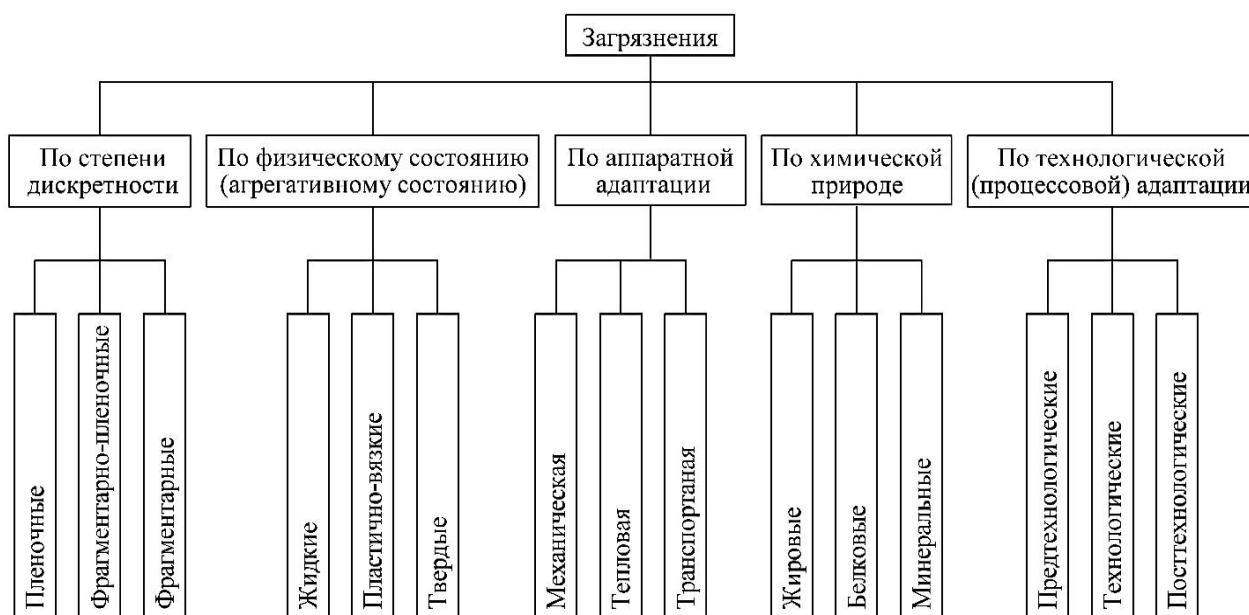 Загрязнения
По степени
дискретности
По физическому состоянию
(агрегативному состоянию)
По аппаратной
адаптации
По химической
природе
По технологической
(процессовой) адаптации
Пленочные
Фрагментарно-пленочные
Фрагментарные
Жидкие
Пластично-вязкие
Твердые
Механическая
Тепловая
Транспортаная
Жировые
Белковые
Минеральные
Предтехнологические
Технологические
Посттехнологические